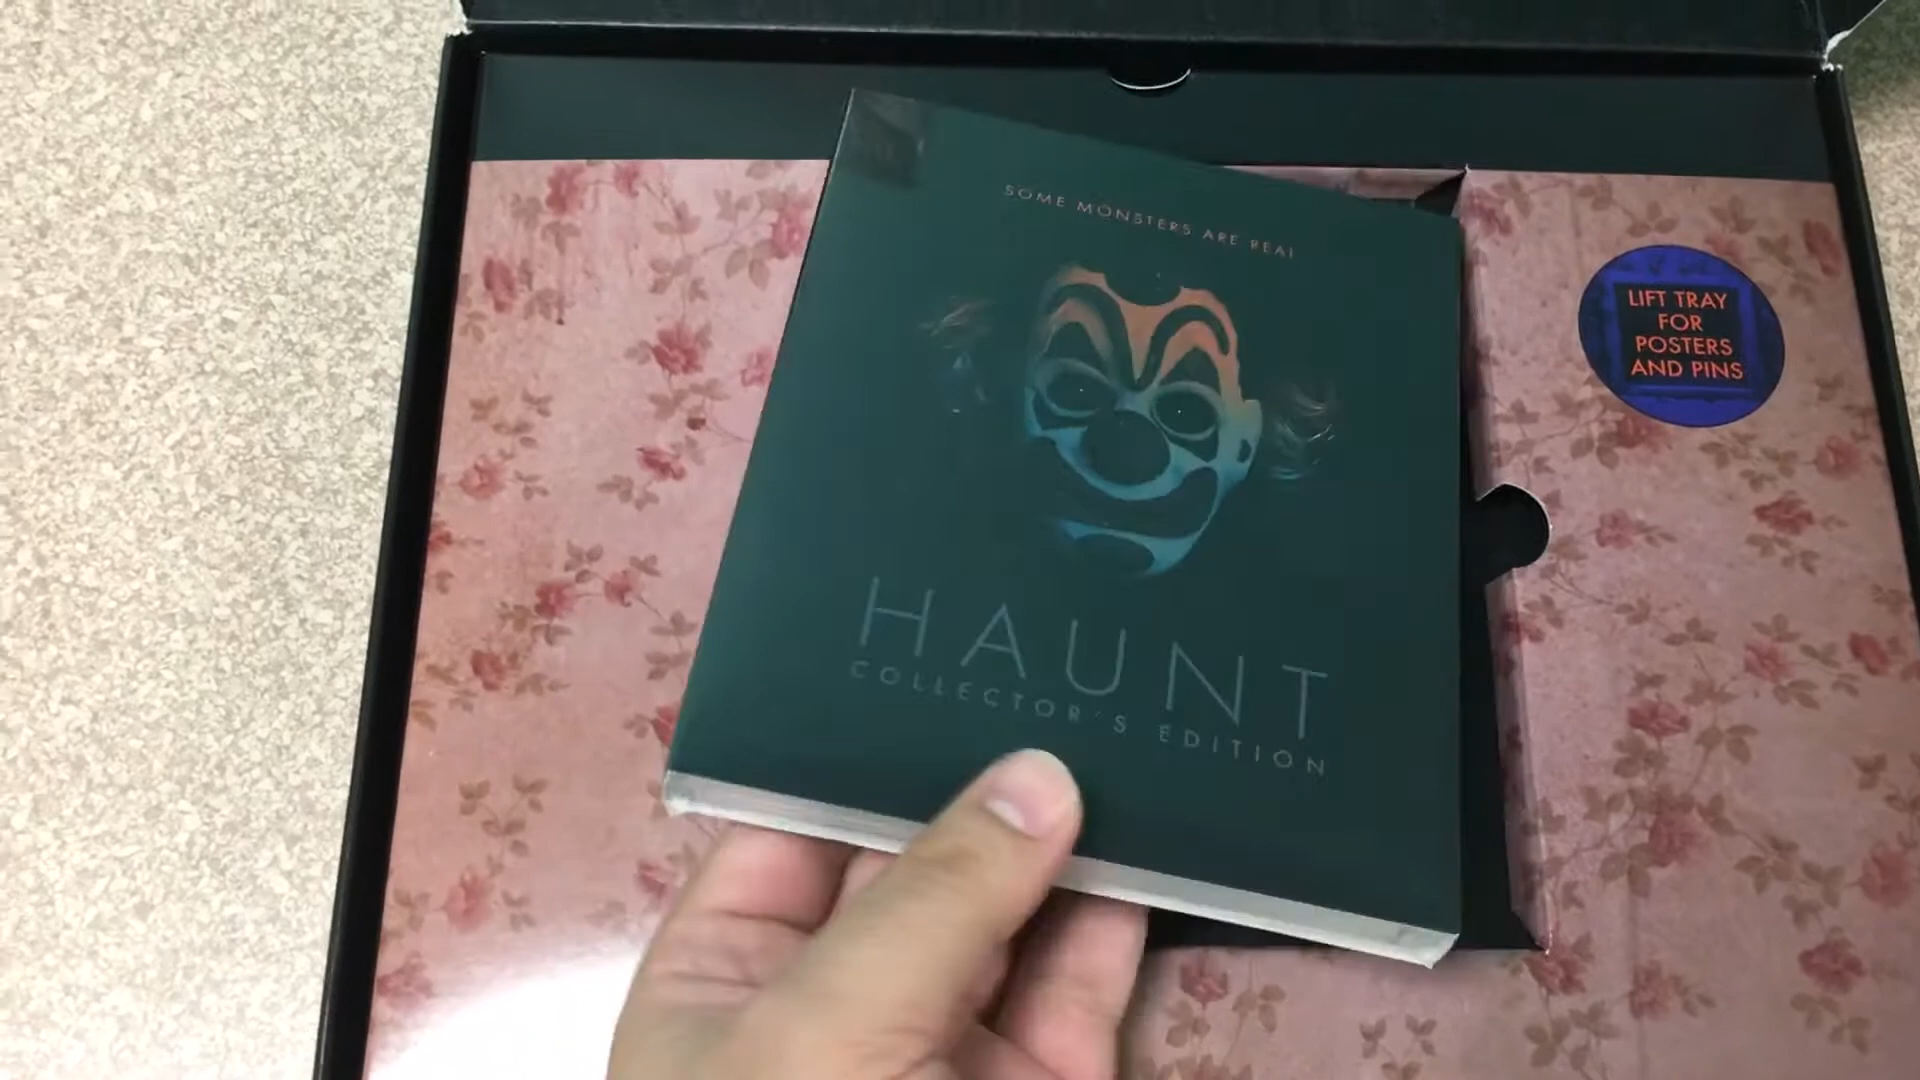 SOME MONSTERS ARE REAL
HAUNT
COLLECTOR'S EDITION
LIFT TRAY
FOR
POSTERS
AND PINS